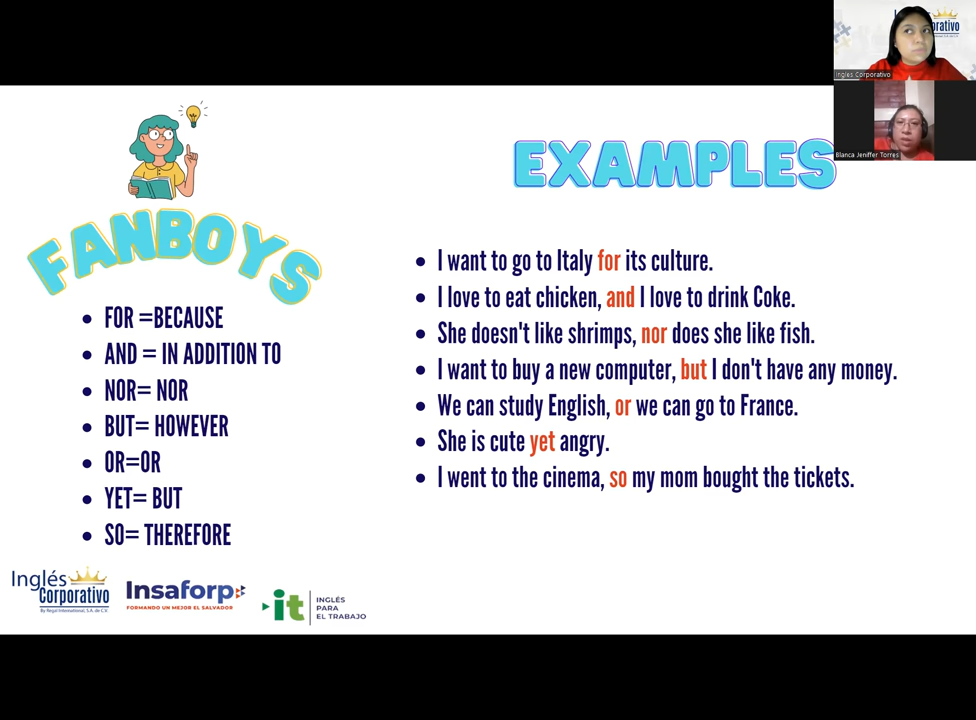 Inglés Corporativo
Blanca Jeniffer Torres
FANBOYS
FOR =BECAUSE
AND = IN ADDITION TO
NOR= NOR
BUT= HOWEVER
OR=OR
YET= BUT
SO= THEREFORE
EXAMPLES
I want to go to Italy for its culture.
I love to eat chicken, and I love to drink Coke.
She doesn't like shrimps, nor does she like fish.
I want to buy a new computer, but I don't have any money.
We can study English, or we can go to France.
She is cute yet angry.
I went to the cinema, so my mom bought the tickets.
Inglés
Corporativo
By Regal International, S.A. de C.V.
Insaforp
FORMANDO UN MEJOR EL SALVADOR
it
INGLÉS
PARA
EL TRABAJO